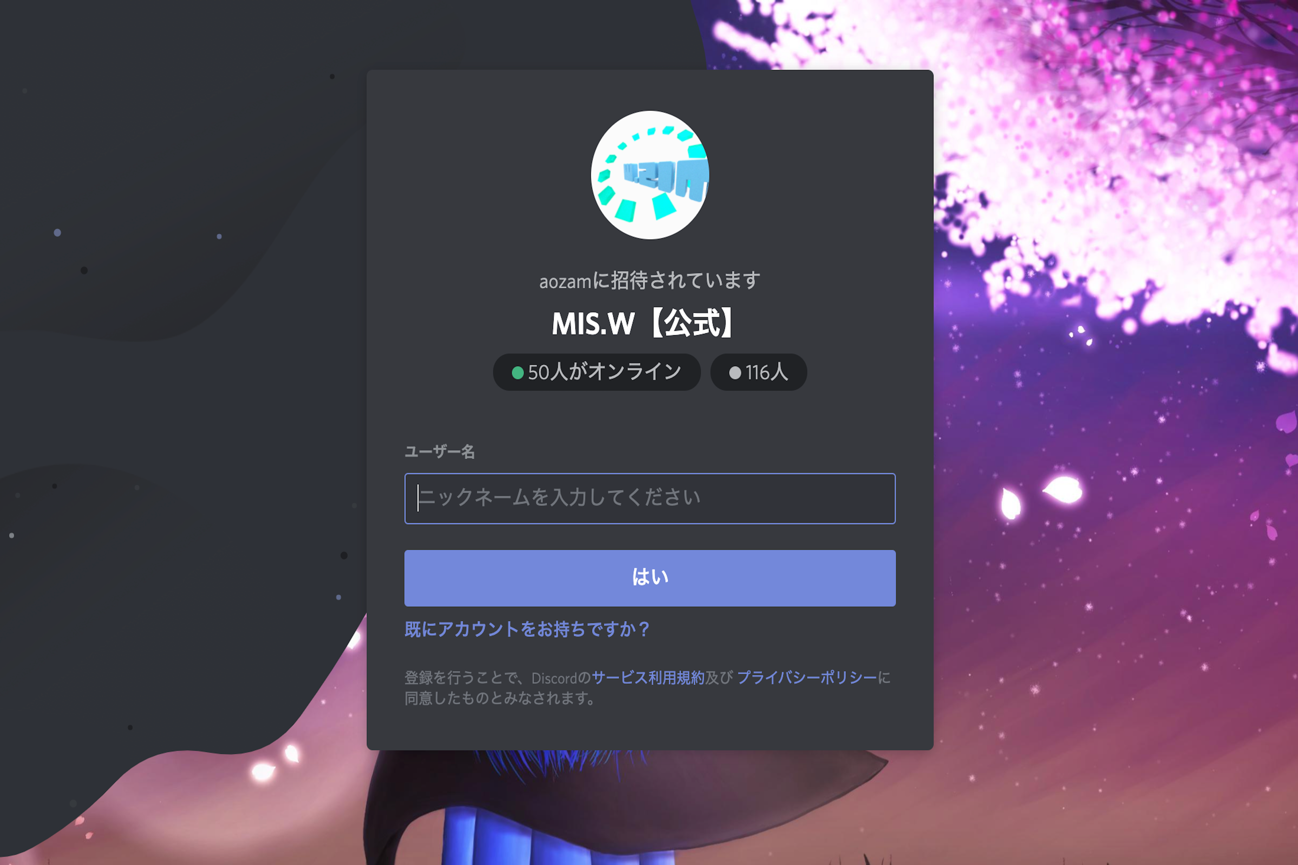 MIS.W
aozamに招待されています
MIS.W【公式】
50人がオンライン 116人
ユーザー名
ニックネームを入力してください
はい
既にアカウントをお持ちですか？
登録を行うことで、Discordのサービス利用規約及び プライバシーポリシーに
同意したものとみなされます。